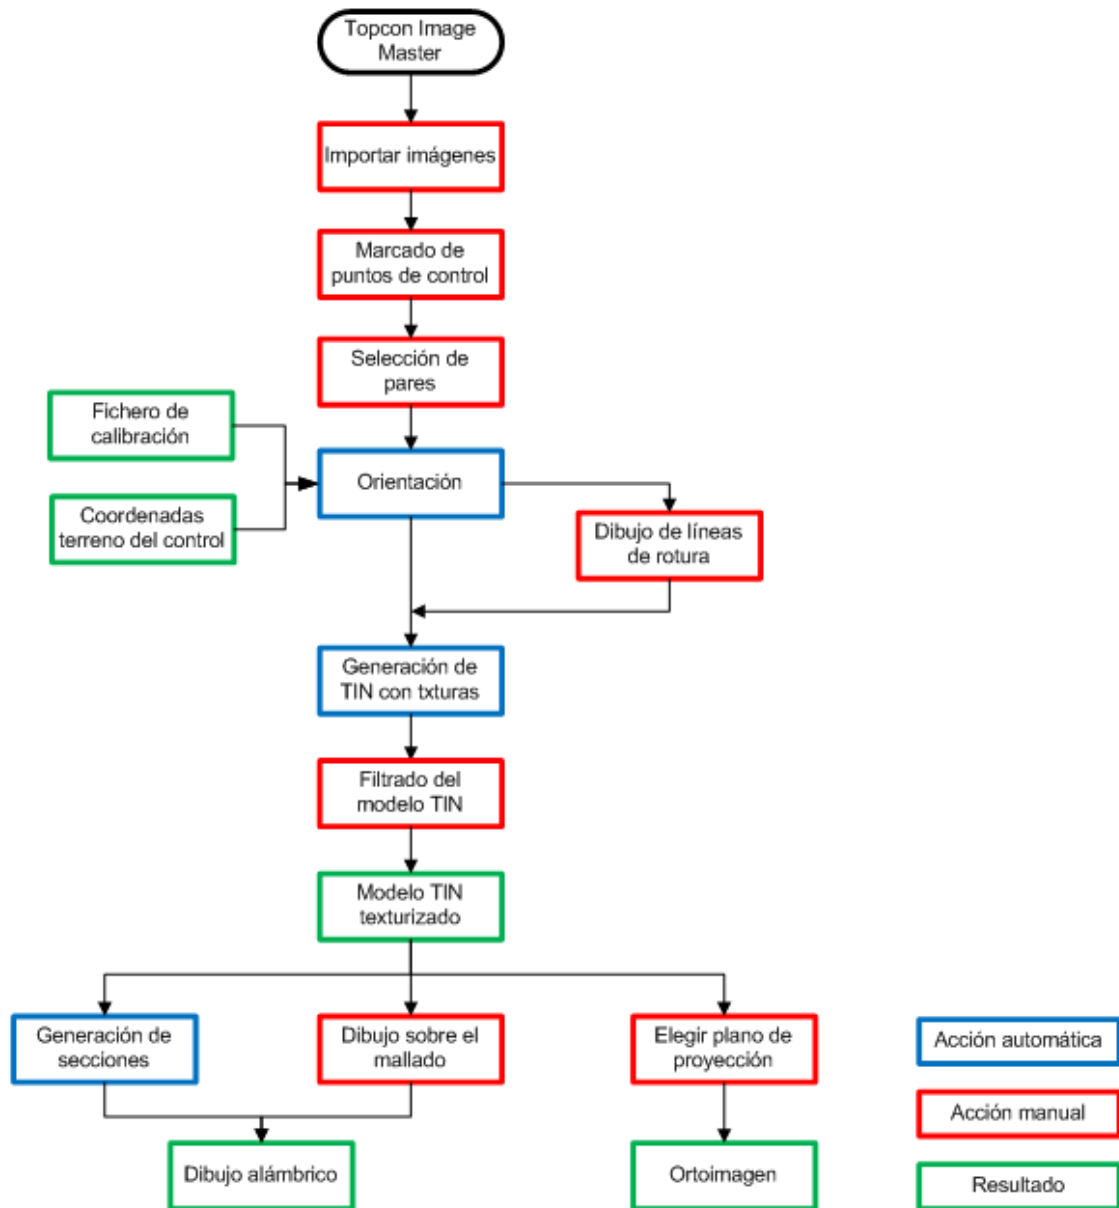 Topcon Image
Master
Importar imágenes
Marcado de
puntos de control
Selección de
pares
Fichero de
calibración
Orientación
Coordenadas
terreno del control
Dibujo de líneas
de rotura
Generación de
TIN con txturas
Filtrado del
modelo TIN
Modelo TIN
texturizado
Generación de
secciones
Dibujo sobre el
mallado
Elegir plano de
proyección
Acción automática
Acción manual
Dibujo alámbrico
Ortoimagen
Resultado